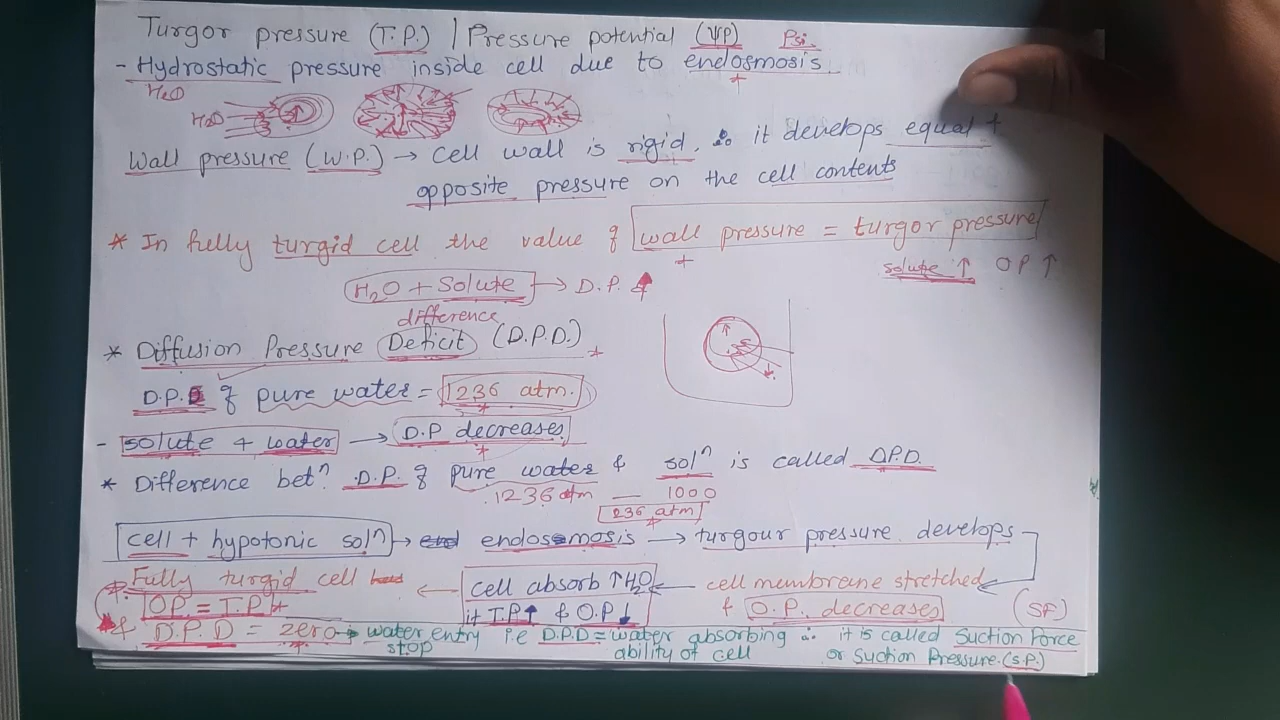 Turgor pressure (T.P.) / Pressure potential (Ψp) Psi.
- Hydrostatic pressure inside cell due to endosmosis
H2O
H2O
Wall pressure (W.P.) → Cell wall is rigid. ∴ it develops equal +
opposite pressure on the cell contents
* In fully turgid cell the value of wall pressure = turgor pressure
solute ↑ OP ↑
H2O + Solute → D.P. ↑
difference
* Diffusion Pressure Deficit (D.P.D.)
D.P. of pure water = 1236 atm.
- solute + water → D.P decreases
* Difference betn. D.P. of pure water & soln is called D.P.D.
1236 atm — 1000
236 atm
cell + hypotonic soln → endosmosis → turgour pressure develops
* Fully turgid cell ← cell absorb ↑ H2O ← cell membrane stretched
OP = T.P it T.P ↑ & O.P ↓ & O.P. decreases (SF)
& D.P.D = zero → water entry i.e D.P.D = water absorbing ∴ it is called Suction Force
stop ability of cell or Suction Pressure (S.P.)